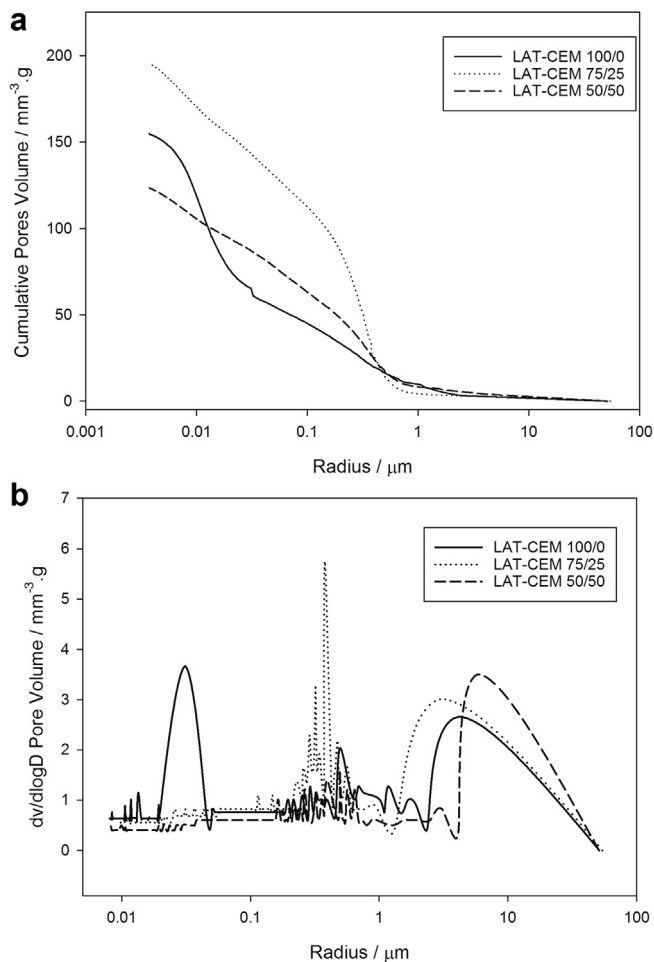 a
Cumulative Pores Volume / mm⁻³.g
200
150
100
50
0
LAT-CEM 100/0
LAT-CEM 75/25
LAT-CEM 50/50
0.001 0.01 0.1 1 10 100
Radius / μm
b
dv/dlogD Pore Volume / mm⁻³.g
7
6
5
4
3
2
1
0
LAT-CEM 100/0
LAT-CEM 75/25
LAT-CEM 50/50
0.01 0.1 1 10 100
Radius / μm